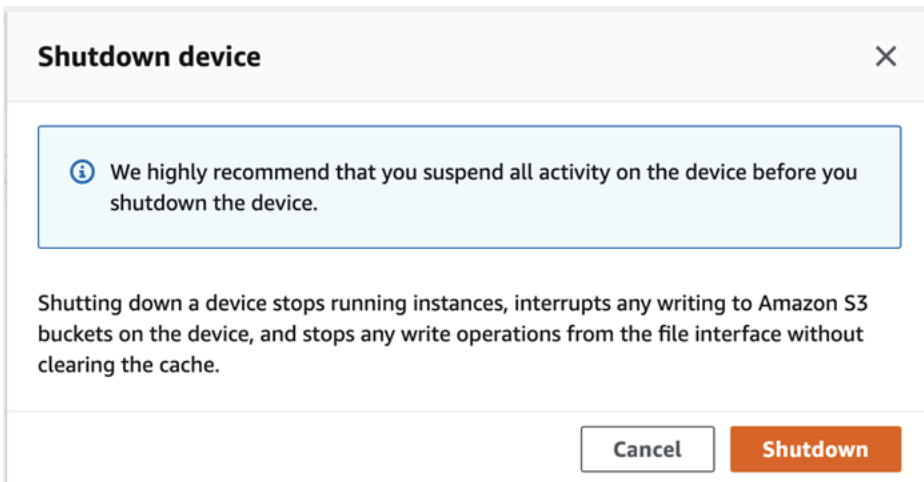 Shutdown device
We highly recommend that you suspend all activity on the device before you
shutdown the device.
Shutting down a device stops running instances, interrupts any writing to Amazon S3
buckets on the device, and stops any write operations from the file interface without
clearing the cache.
Cancel Shutdown